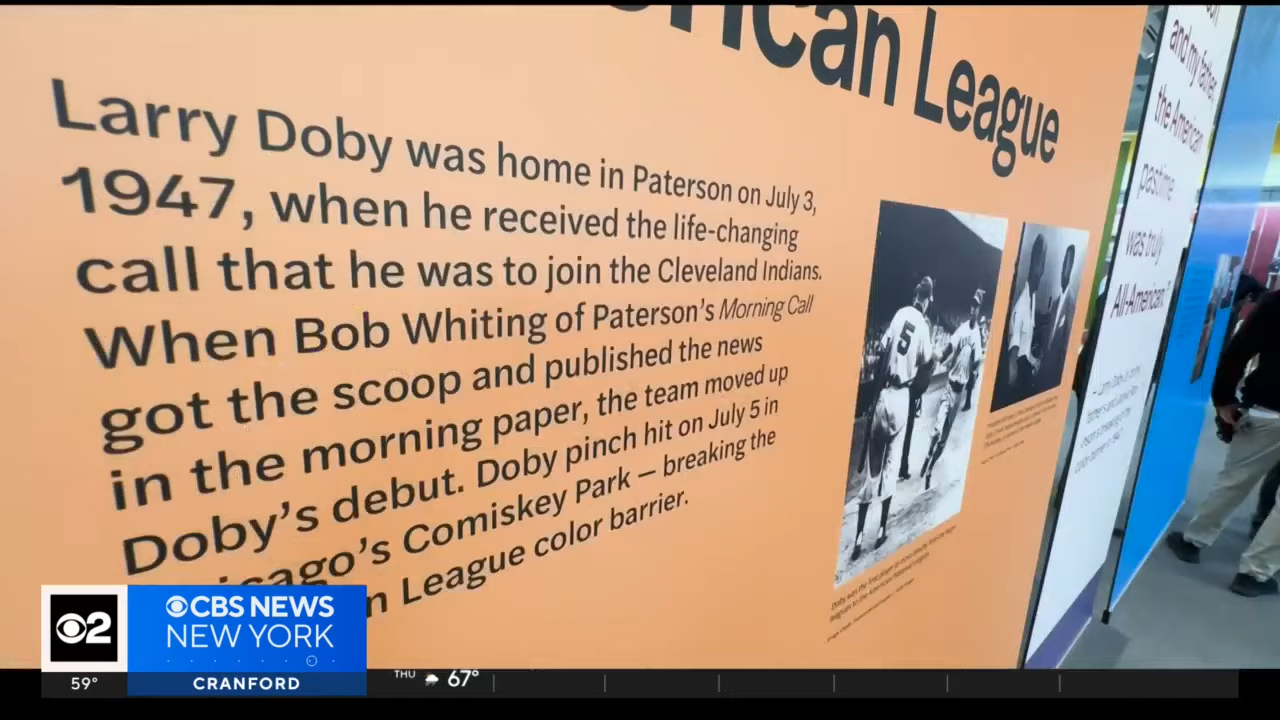 American League
Larry Doby was home in Paterson on July 3,
1947, when he received the life-changing
call that he was to join the Cleveland Indians.
When Bob Whiting of Paterson's Morning Call
got the scoop and published the news
in the morning paper, the team moved up
Doby's debut. Doby pinch hit on July 5 in
icago's Comiskey Park — breaking the
n League color barrier.
5
and my father,
the American
pastime
was truly
All-American."
CBS NEWS
NEW YORK
2
59°
CRANFORD
THU 67°